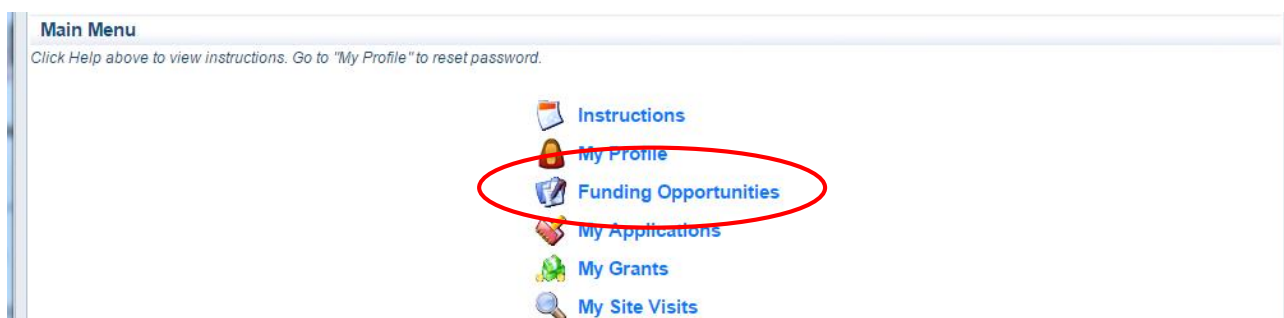 Main Menu
Click Help above to view instructions. Go to "My Profile" to reset password.
Instructions
My Profile
Funding Opportunities
My Applications
My Grants
My Site Visits